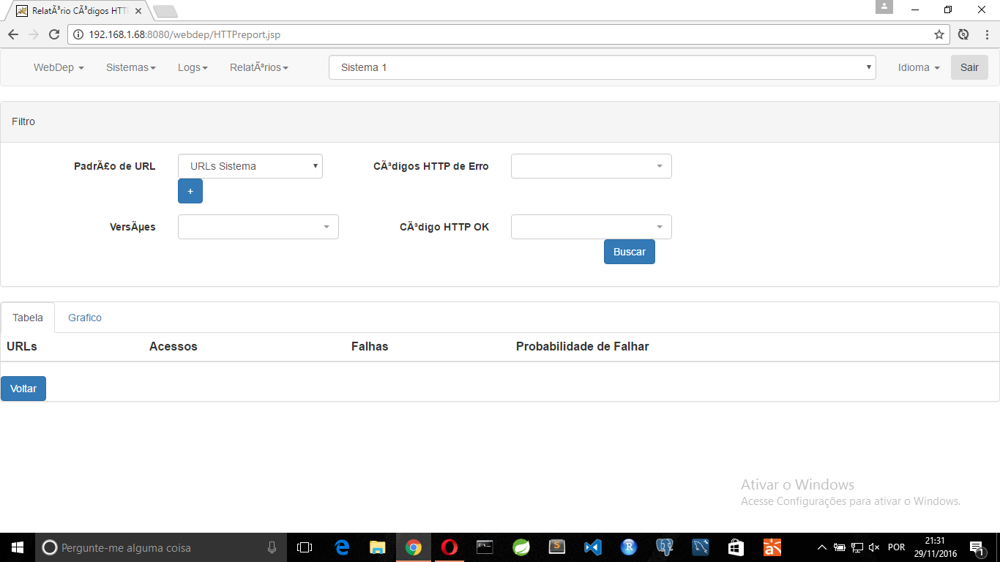 RelatÃ³rio CÃ³digos HTT
192.168.1.68:8080/webdep/HTTPreport.jsp
WebDep Sistemas Logs RelatÃ³rios Sistema 1 Idioma Sair
Filtro
PadrÃ£o de URL URLs Sistema CÃ³digos HTTP de Erro
+
VersÃµes CÃ³digo HTTP OK
Buscar
Tabela Grafico
URLs Acessos Falhas Probabilidade de Falhar
Voltar
Ativar o Windows
Acesse Configurações para ativar o Windows.
Pergunte-me alguma coisa
POR
21:31
29/11/2016
1